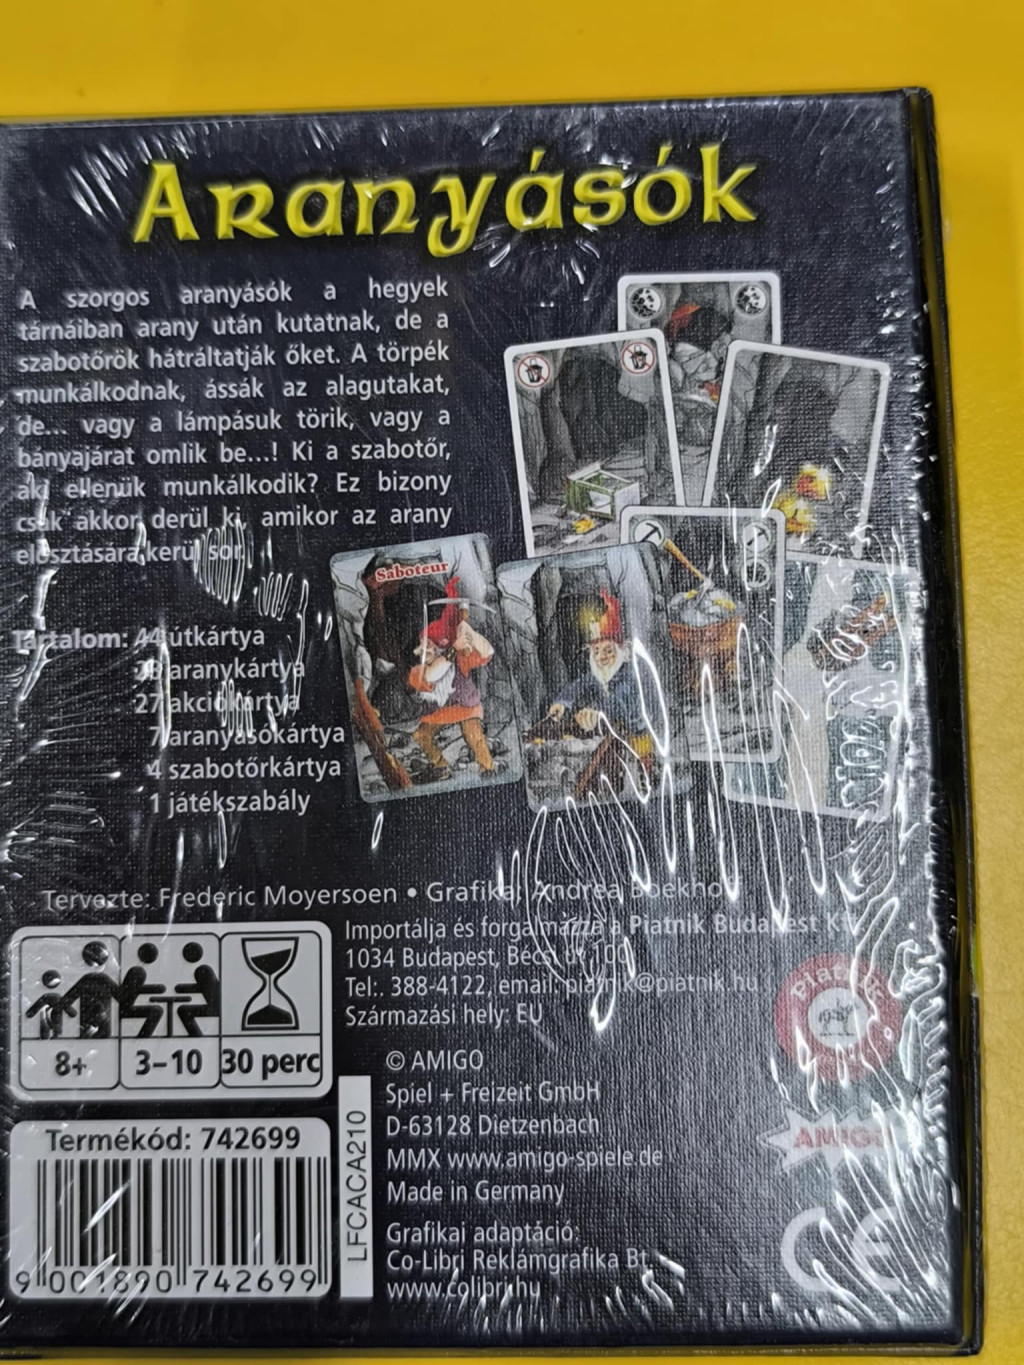 Aranyásók
A szorgos aranyásók a hegyek
tárnáiban arany után kutatnak, de a
szabotőrök hátráltatják őket. A törpék
munkálkodnak, ássák az alagutakat,
de... vagy a lámpásuk törik, vagy a
bányajárat omlik be...! Ki a szabotőr,
aki ellenük munkálkodik? Ez bizony
csak akkor derül ki, amikor az arany
elosztására kerül sor.
Saboteur
Tartalom: 44 útkártya
28 aranykártya
27 akciókártya
7 aranyásókártya
4 szabotőrkártya
1 játékszabály
Tervezte: Frederic Moyersoen • Grafika: Andrea Boekhoff
Importálja és forgalmazza a Piatnik Budapest Kft.
1034 Budapest, Bécsi út 100.
Tel:. 388-4122, email: piatnik@piatnik.hu
Származási hely: EU
Piatnik
8+ 3–10 30 perc
© AMIGO
Spiel + Freizeit GmbH
D-63128 Dietzenbach
MMX www.amigo-spiele.de
Made in Germany
AMIGO
Grafikai adaptáció:
Co-Libri Reklámgrafika Bt.
www.colibri.hu
CE
LFCACA210
Termékód: 742699
9 001890 742699